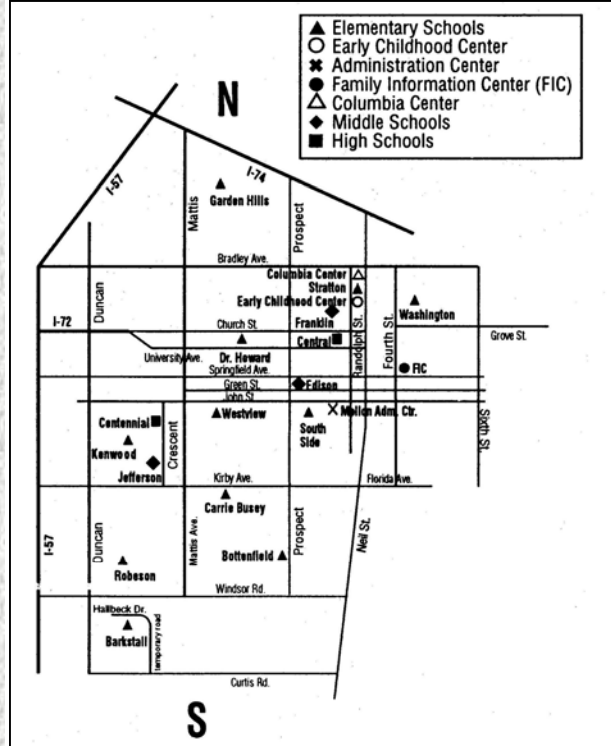 Elementary Schools
Early Childhood Center
Administration Center
Family Information Center (FIC)
Columbia Center
Middle Schools
High Schools
N
I-57
I-74
Mattis
Garden Hills
Prospect
Bradley Ave.
Columbia Center
Stratton
Early Childhood Center
Duncan
Franklin
Washington
I-72
Church St.
Central
Randolph St.
Fourth St.
Grove St.
University Ave.
Dr. Howard
Springfield Ave.
FIC
Green St.
Edison
John St.
Centennial
Westview
South
Side
Mellon Adm. Ctr.
Sixth St.
Kenwood
Crescent
Jefferson
Kirby Ave.
Florida Ave.
Carrie Busey
I-57
Duncan
Mattis Ave.
Prospect
Neil St.
Bottenfield
Robeson
Windsor Rd.
Hallbeck Dr.
temporary road
Barkstall
Curtis Rd.
S